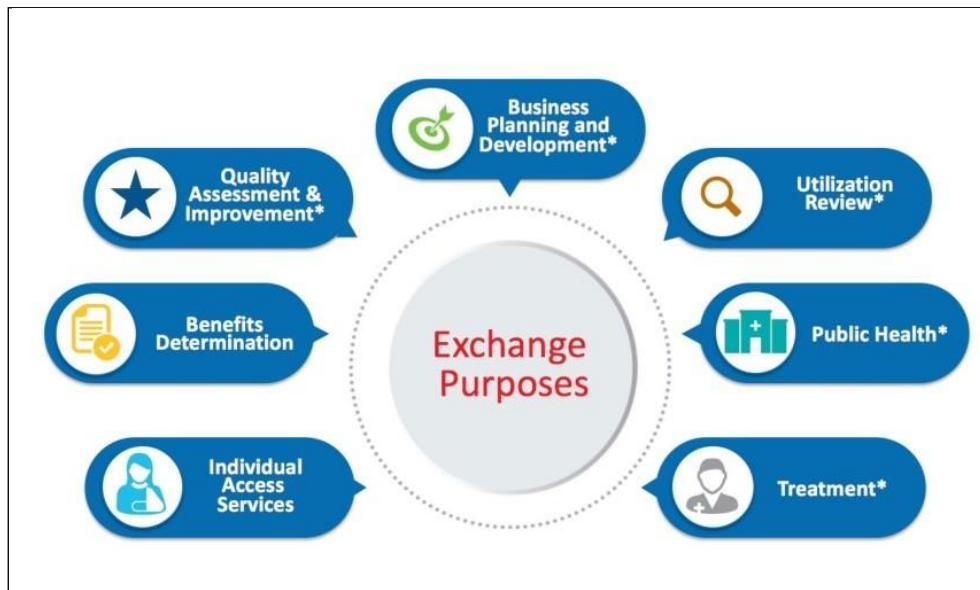 Business
Planning and
Development*
Quality
Assessment &
Improvement*
Utilization
Review*
Benefits
Determination
Exchange
Purposes
Public Health*
Individual
Access
Services
Treatment*